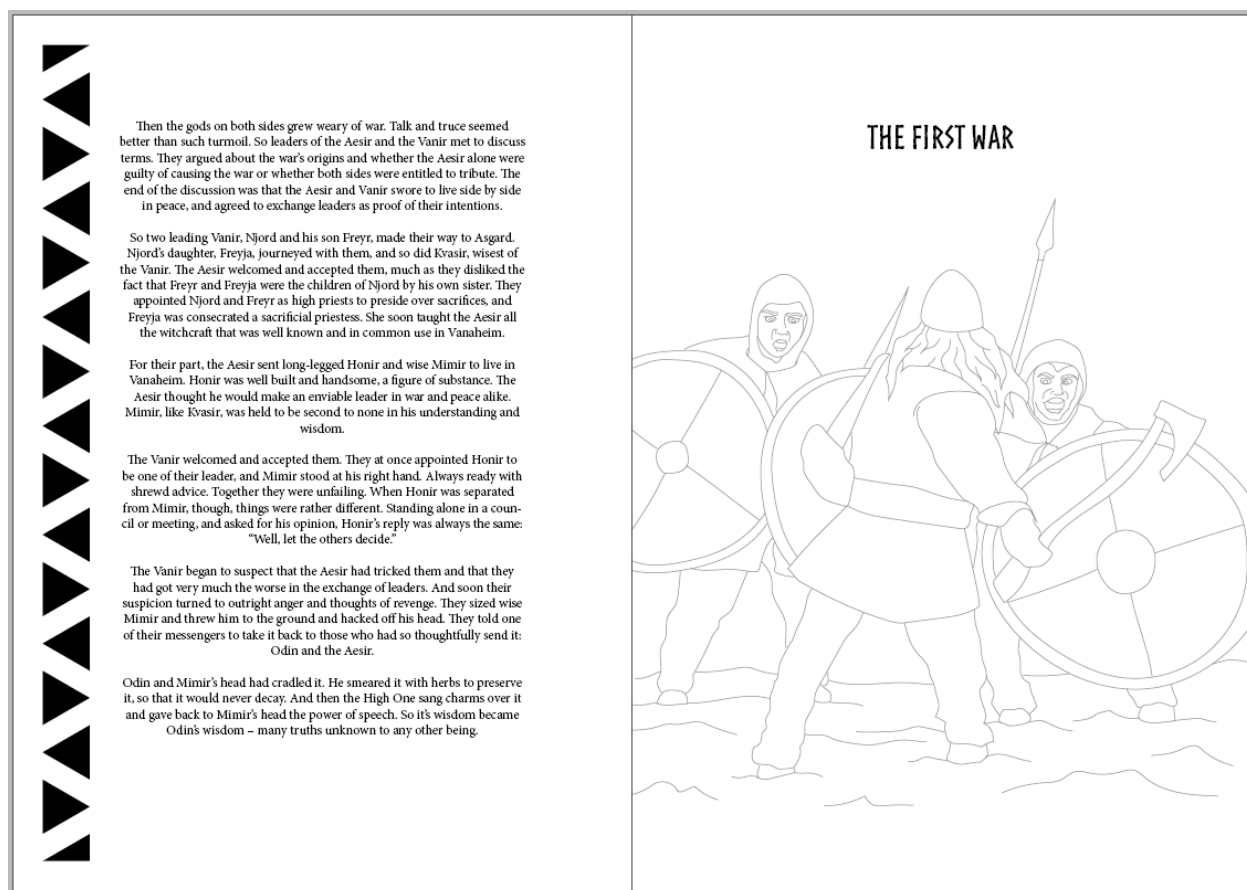 Then the gods on both sides grew weary of war. Talk and truce seemed
better than such turmoil. So leaders of the Aesir and the Vanir met to discuss
terms. They argued about the war's origins and whether the Aesir alone were
guilty of causing the war or whether both sides were entitled to tribute. The
end of the discussion was that the Aesir and Vanir swore to live side by side
in peace, and agreed to exchange leaders as proof of their intentions.
So two leading Vanir, Njord and his son Freyr, made their way to Asgard.
Njord's daughter, Freyja, journeyed with them, and so did Kvasir, wisest of
the Vanir. The Aesir welcomed and accepted them, much as they disliked the
fact that Freyr and Freyja were the children of Njord by his own sister. They
appointed Njord and Freyr as high priests to preside over sacrifices, and
Freyja was consecrated a sacrificial priestess. She soon taught the Aesir all
the witchcraft that was well known and in common use in Vanaheim.
For their part, the Aesir sent long-legged Honir and wise Mimir to live in
Vanaheim. Honir was well built and handsome, a figure of substance. The
Aesir thought he would make an enviable leader in war and peace alike.
Mimir, like Kvasir, was held to be second to none in his understanding and
wisdom.
The Vanir welcomed and accepted them. They at once appointed Honir to
be one of their leader, and Mimir stood at his right hand. Always ready with
shrewd advice. Together they were unfailing. When Honir was separated
from Mimir, though, things were rather different. Standing alone in a coun-
cil or meeting, and asked for his opinion, Honir's reply was always the same:
"Well, let the others decide."
The Vanir began to suspect that the Aesir had tricked them and that they
had got very much the worse in the exchange of leaders. And soon their
suspicion turned to outright anger and thoughts of revenge. They sized wise
Mimir and threw him to the ground and hacked off his head. They told one
of their messengers to take it back to those who had so thoughtfully send it:
Odin and the Aesir.
Odin and Mimir's head had cradled it. He smeared it with herbs to preserve
it, so that it would never decay. And then the High One sang charms over it
and gave back to Mimir's head the power of speech. So it's wisdom became
Odin's wisdom – many truths unknown to any other being.
THE FIRST WAR